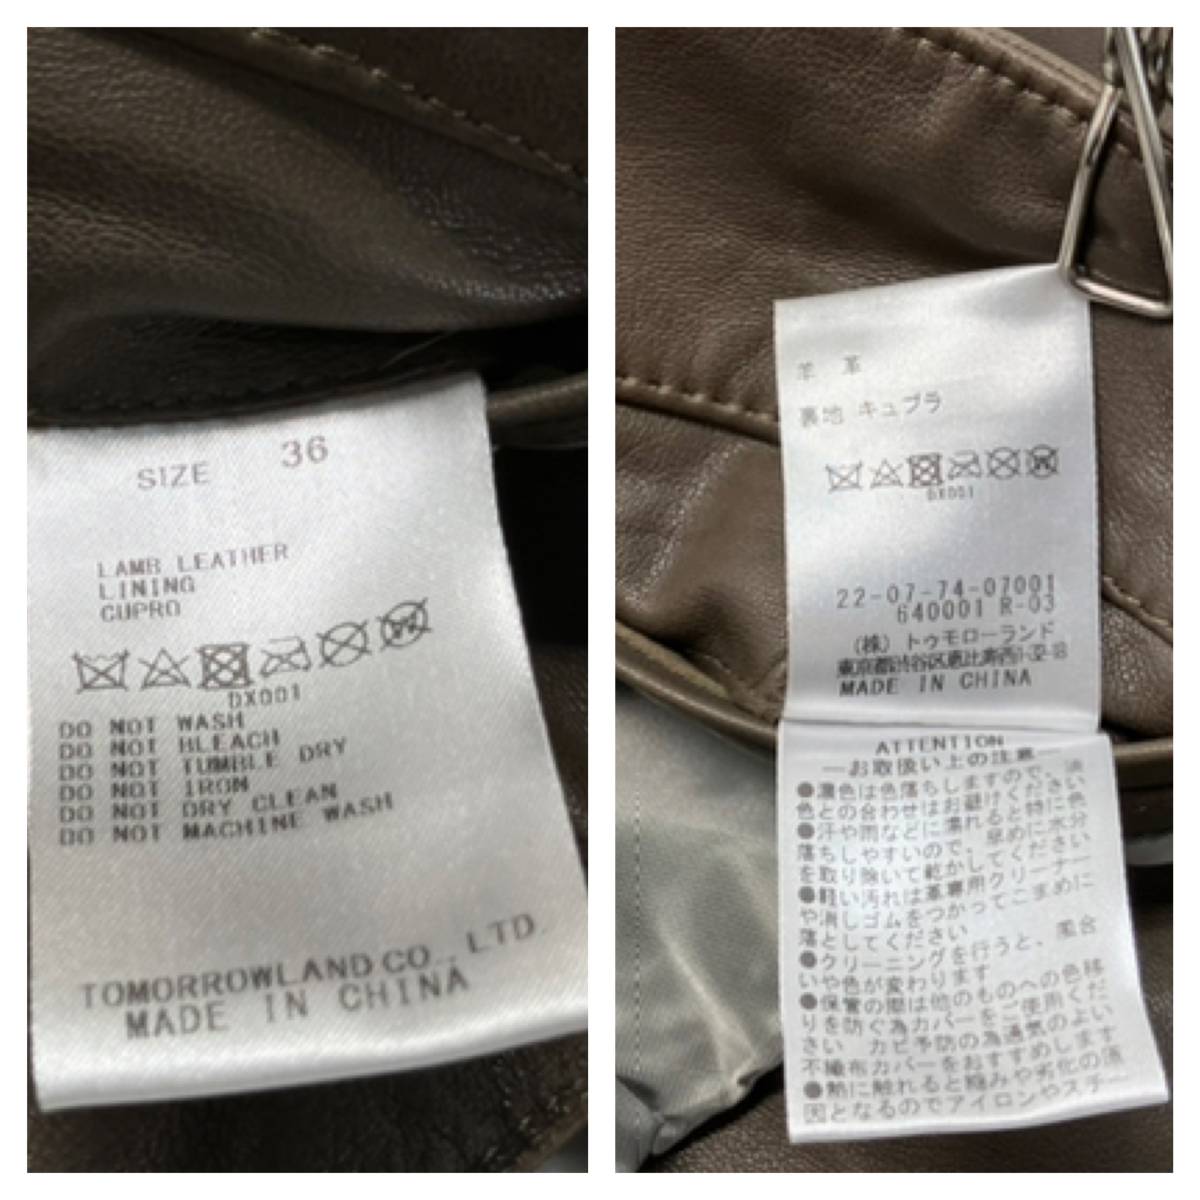 SIZE 36
LAMB LEATHER
LINING
CUPRO
DX001
DO NOT WASH
DO NOT BLEACH
DO NOT TUMBLE DRY
DO NOT IRON
DO NOT DRY CLEAN
DO NOT MACHINE WASH
TOMORROWLAND CO., LTD.
MADE IN CHINA
羊 革
裏地 キュプラ
DX001
22-07-74-07001
640001 R-03
(株) トゥモローランド
東京都渋谷区恵比寿西1-32-18
MADE IN CHINA
ATTENTION
―お取扱い上の注意―
●濃色は色落ちしますので、淡
色との合わせはお避けください
●汗や雨などに濡れると特に色
落ちしやすいので、早めに水分
を取り除いて乾かしてください
●軽い汚れは革専用クリーナー
や消しゴムをつかってこまめに
落としてください
●クリーニングを行うと、風合
いや色が変わります
●保管の際は他のものへの色移
りを防ぐ為カバーをご使用くだ
さい カビ予防の為通気のよい
不織布カバーをおすすめします
●熱に触れると縮みや劣化の原
因となるのでアイロンやスチー